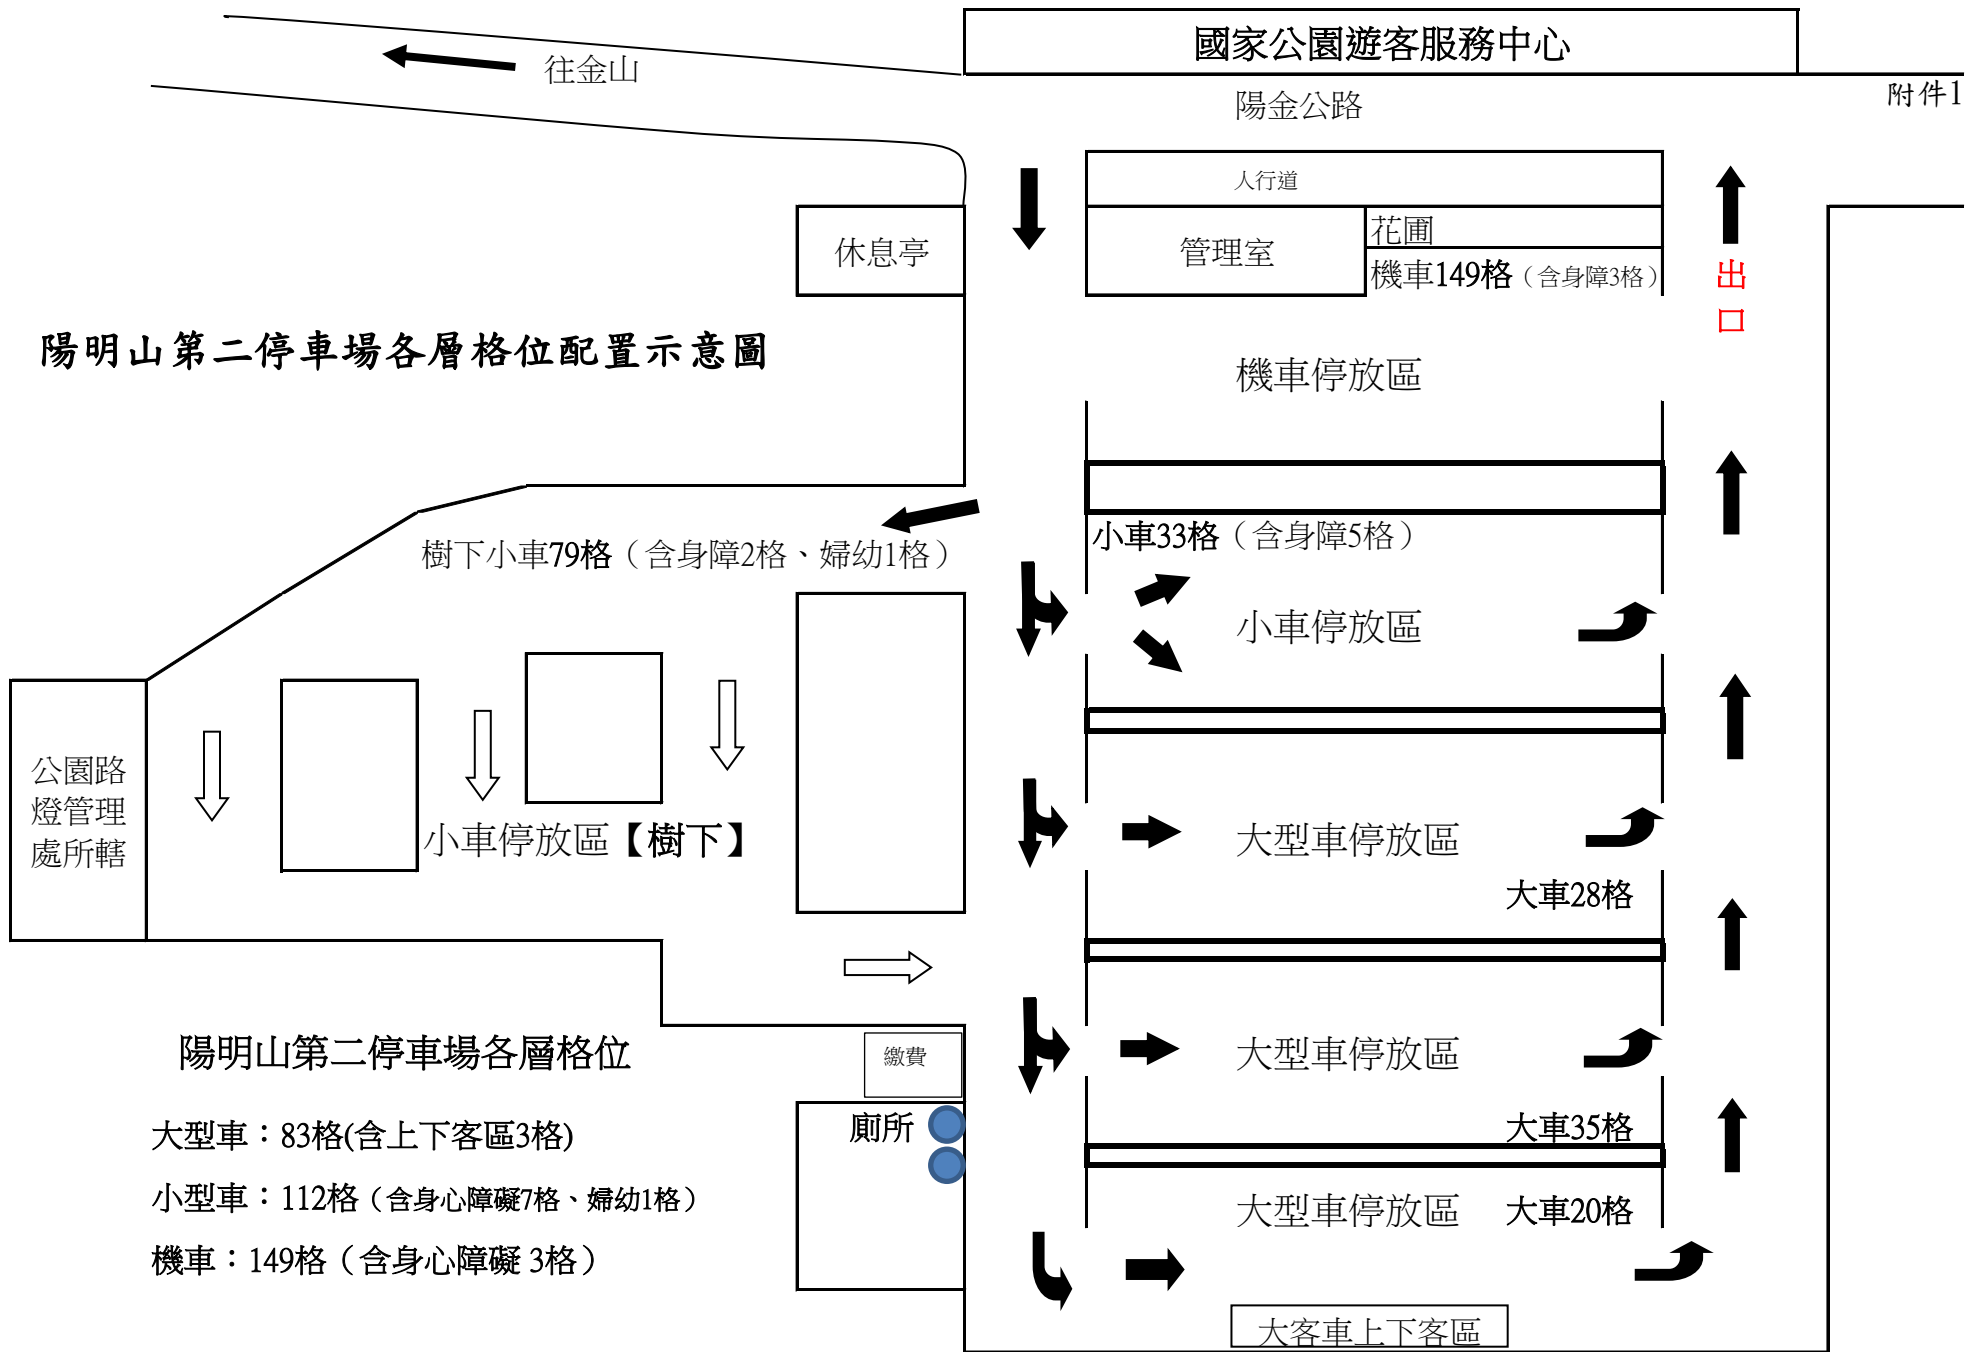 國家公園遊客服務中心
往金山
附件1
陽金公路
人行道
休息亭
管理室
花圃
機車149格（含身障3格）
出
口
陽明山第二停車場各層格位配置示意圖
機車停放區
樹下小車79格（含身障2格、婦幼1格）
小車33格（含身障5格）
小車停放區
公園路
燈管理
處所轄
小車停放區【樹下】
大型車停放區
大車28格
陽明山第二停車場各層格位
繳費
大型車停放區
大車35格
廁所
大型車：83格(含上下客區3格)
小型車：112格（含身心障礙7格、婦幼1格）
機車：149格（含身心障礙 3格）
大型車停放區
大車20格
大客車上下客區